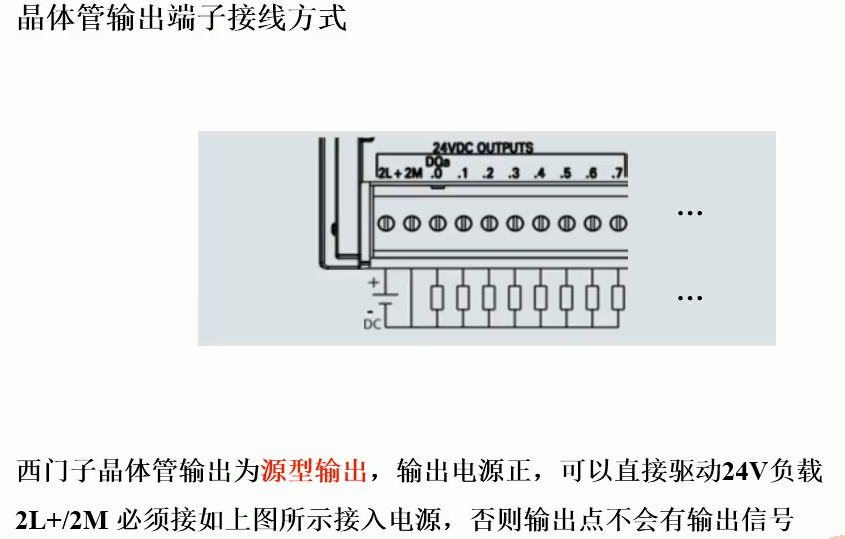 晶体管输出端子接线方式
24VDC OUTPUTS
DQa
2L+ 2M .0 .1 .2 .3 .4 .5 .6 .7
...
+
...
-
DC
西门子晶体管输出为源型输出，输出电源正，可以直接驱动24V负载
2L+/2M 必须接如上图所示接入电源，否则输出点不会有输出信号